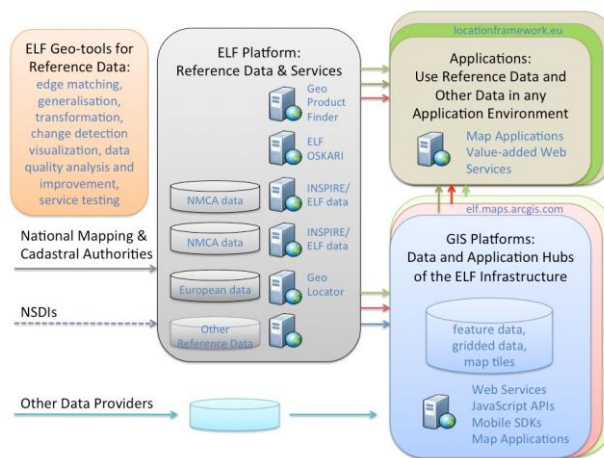 ELF Geo-tools for
Reference Data:
edge matching,
generalisation,
transformation,
change detection
visualization, data
quality analysis and
improvement,
service testing
National Mapping &
Cadastral Authorities
NSDIs
Other Data Providers
ELF Platform:
Reference Data & Services
Geo
Product
Finder
ELF
OSKARI
NMCA data
INSPIRE/
ELF data
NMCA data
INSPIRE/
ELF data
European data
Geo
Locator
Other
Reference Data
locationframework.eu
Applications:
Use Reference Data and
Other Data in any
Application Environment
Map Applications
Value-added Web
Services
elf.maps.arcgis.com
GIS Platforms:
Data and Application Hubs
of the ELF Infrastructure
feature data,
gridded data,
map tiles
Web Services
JavaScript APIs
Mobile SDKs
Map Applications